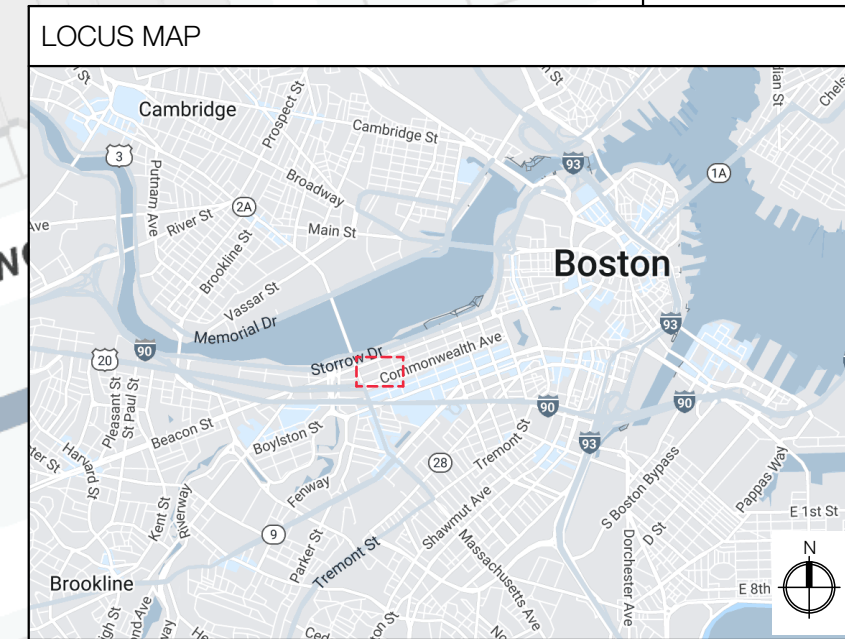 LOCUS MAP
Cambridge
Prospect St
Cambridge St
3
Putnam Ave
Broadway
93
1A
2A
River St
Main St
Ave
Brookline St
Boston
Vassar St
Memorial Dr
93
90
Storrow Dr
Commonwealth Ave
20
Pleasant St
St Paul St
90
90
Beacon St
Boylston St
Tremont St
93
Harvard St
28
Fenway
S Boston Bypass
Pappas Way
Kent St
Riverway
Shawmut Ave
E 1st St
D St
9
Parker St
Tremont St
Massachusetts Ave
Dorchester Ave
N
Brookline
E 8th